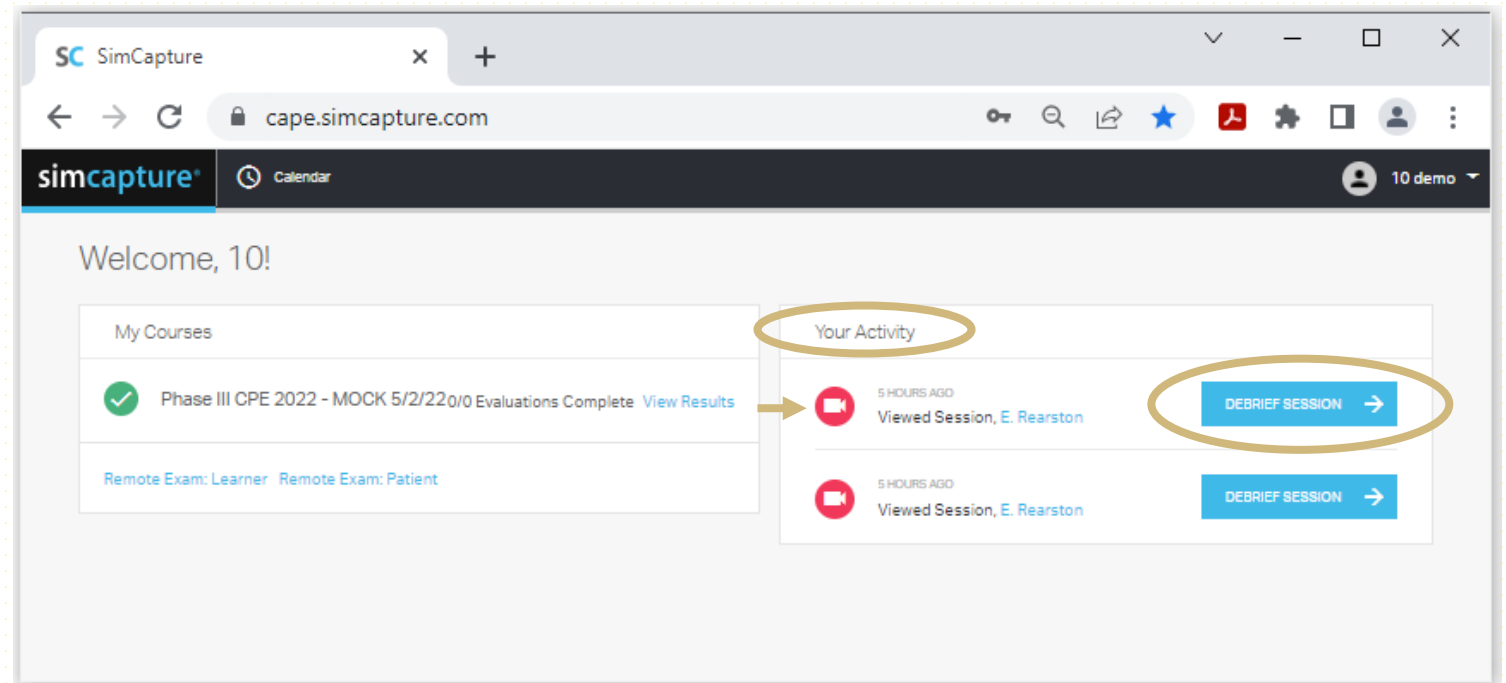 SC SimCapture
cape.simcapture.com
simcapture
Calendar
10 demo
Welcome, 10!
My Courses
Phase III CPE 2022 - MOCK 5/2/22 0/0 Evaluations Complete View Results
Remote Exam: Learner Remote Exam: Patient
Your Activity
5 HOURS AGO
Viewed Session, E. Rearston
DEBRIEF SESSION
5 HOURS AGO
Viewed Session, E. Rearston
DEBRIEF SESSION